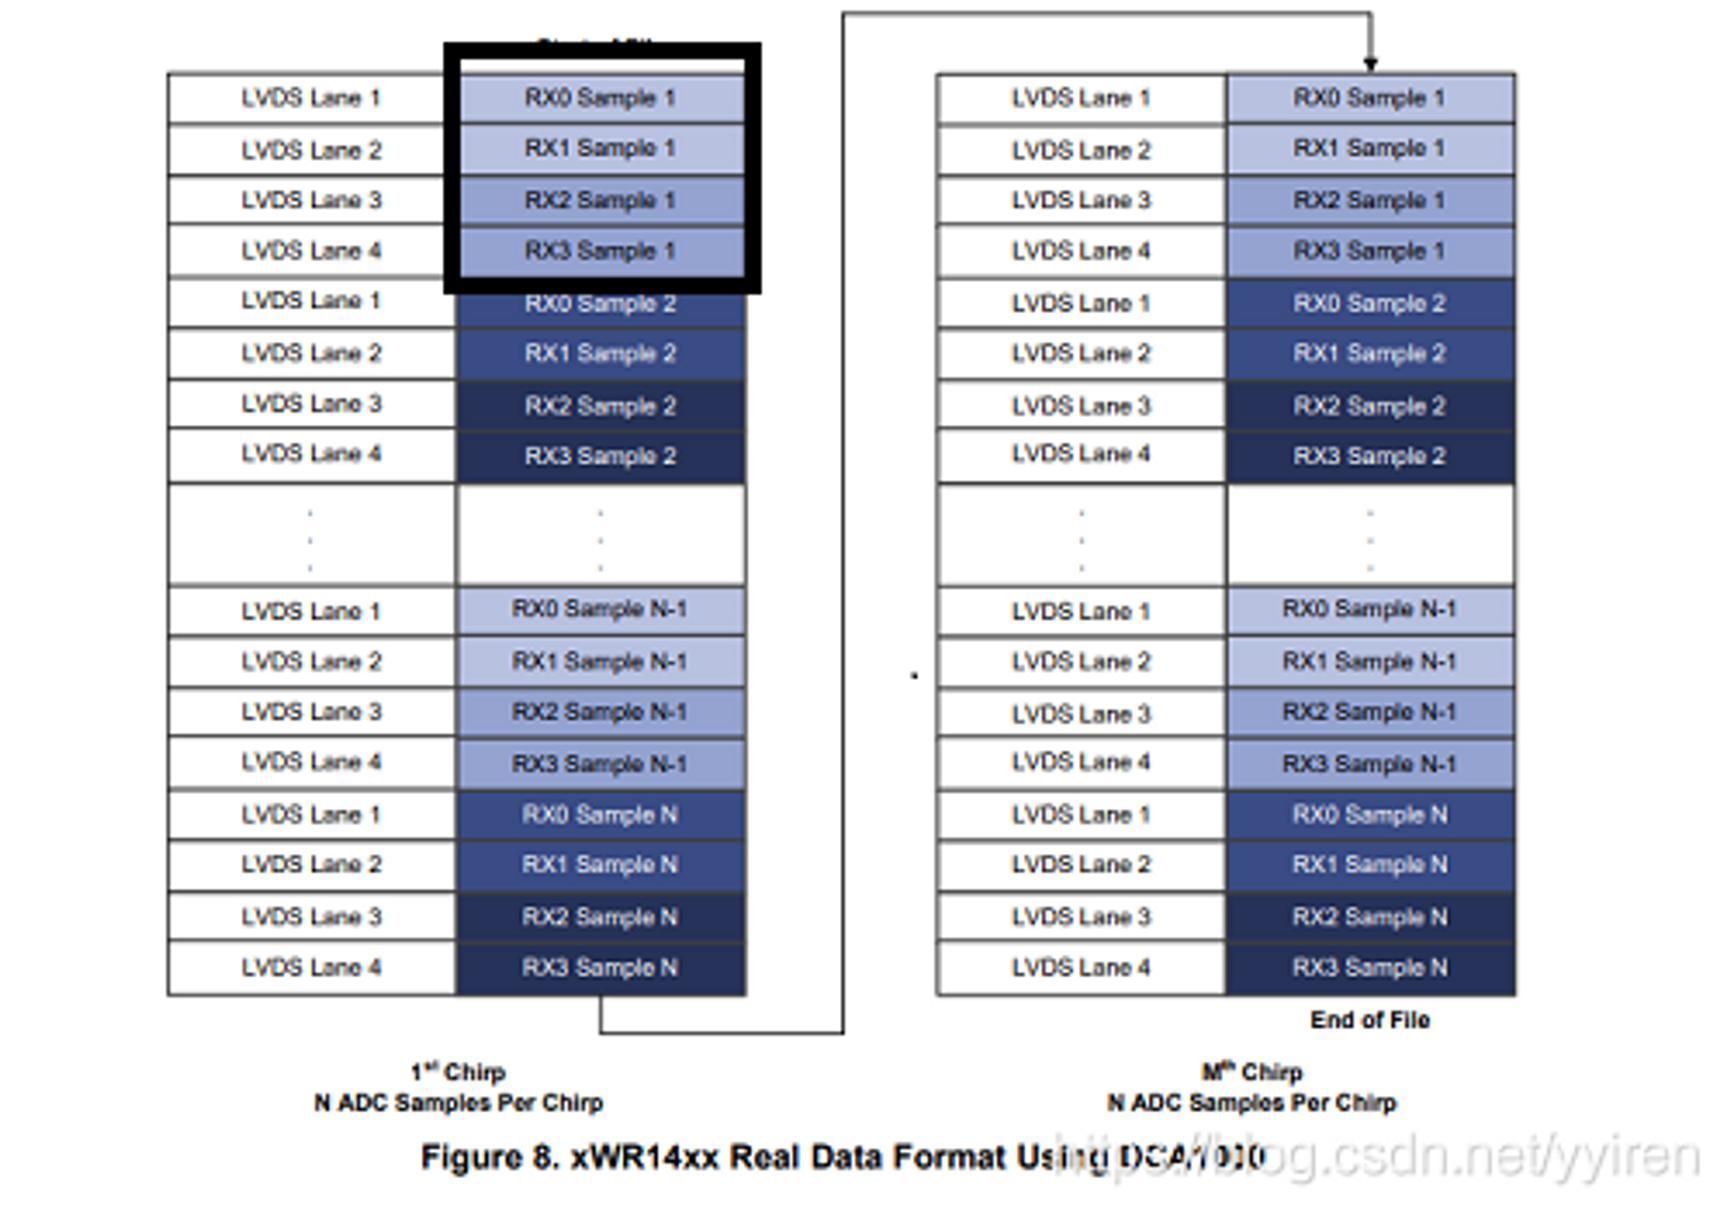 LVDS Lane 1 RX0 Sample 1
LVDS Lane 2 RX1 Sample 1
LVDS Lane 3 RX2 Sample 1
LVDS Lane 4 RX3 Sample 1
LVDS Lane 1 RX0 Sample 2
LVDS Lane 2 RX1 Sample 2
LVDS Lane 3 RX2 Sample 2
LVDS Lane 4 RX3 Sample 2
LVDS Lane 1 RX0 Sample N-1
LVDS Lane 2 RX1 Sample N-1
LVDS Lane 3 RX2 Sample N-1
LVDS Lane 4 RX3 Sample N-1
LVDS Lane 1 RX0 Sample N
LVDS Lane 2 RX1 Sample N
LVDS Lane 3 RX2 Sample N
LVDS Lane 4 RX3 Sample N
1st Chirp
N ADC Samples Per Chirp
LVDS Lane 1 RX0 Sample 1
LVDS Lane 2 RX1 Sample 1
LVDS Lane 3 RX2 Sample 1
LVDS Lane 4 RX3 Sample 1
LVDS Lane 1 RX0 Sample 2
LVDS Lane 2 RX1 Sample 2
LVDS Lane 3 RX2 Sample 2
LVDS Lane 4 RX3 Sample 2
LVDS Lane 1 RX0 Sample N-1
LVDS Lane 2 RX1 Sample N-1
LVDS Lane 3 RX2 Sample N-1
LVDS Lane 4 RX3 Sample N-1
LVDS Lane 1 RX0 Sample N
LVDS Lane 2 RX1 Sample N
LVDS Lane 3 RX2 Sample N
LVDS Lane 4 RX3 Sample N
End of File
Mth Chirp
N ADC Samples Per Chirp
Figure 8. xWR14xx Real Data Format Using DCA1000
https://blog.csdn.net/yyiren